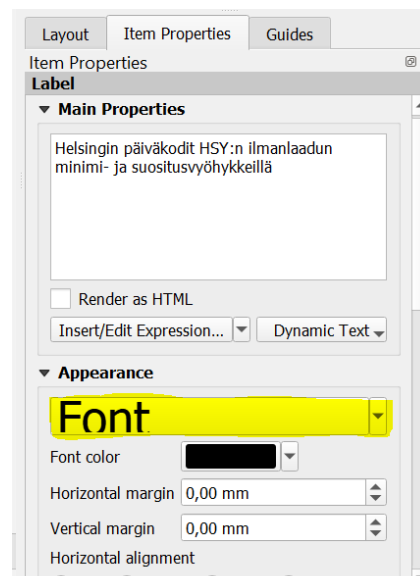 Layout Item Properties Guides
Item Properties
Label
Main Properties
Helsingin päiväkodit HSY:n ilmanlaadun
minimi- ja suositusvyöhykkeillä
Render as HTML
Insert/Edit Expression... Dynamic Text
Appearance
Font
Font color
Horizontal margin 0,00 mm
Vertical margin 0,00 mm
Horizontal alignment